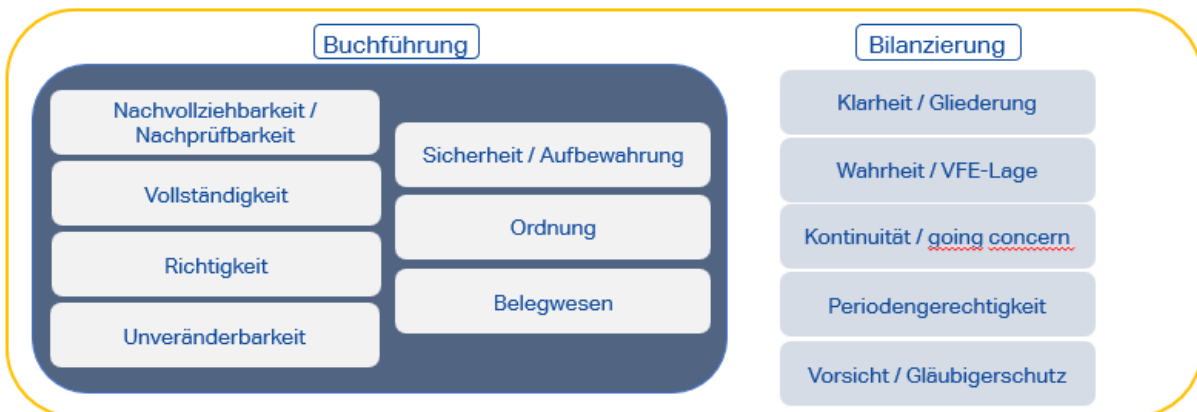 Buchführung
Nachvollziehbarkeit /
Nachprüfbarkeit
Vollständigkeit
Richtigkeit
Unveränderbarkeit
Sicherheit / Aufbewahrung
Ordnung
Belegwesen
Bilanzierung
Klarheit / Gliederung
Wahrheit / VFE-Lage
Kontinuität / going concern
Periodengerechtigkeit
Vorsicht / Gläubigerschutz